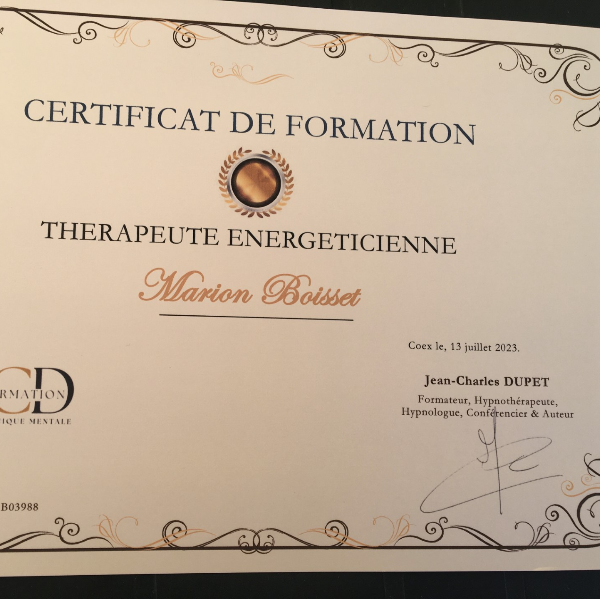 CERTIFICAT DE FORMATION
THERAPEUTE ENERGETICIENNE
Marion Boisset
Coex le, 13 juillet 2023.
Jean-Charles DUPET
Formateur, Hypnothérapeute,
Hypnologue, Conférencier & Auteur
CD
RMATION
IQUE MENTALE
B03988